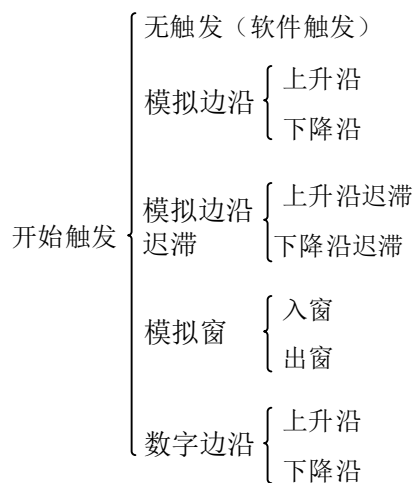 开始触发
无触发（软件触发）
模拟边沿
上升沿
下降沿
模拟边沿
迟滞
上升沿迟滞
下降沿迟滞
模拟窗
入窗
出窗
数字边沿
上升沿
下降沿